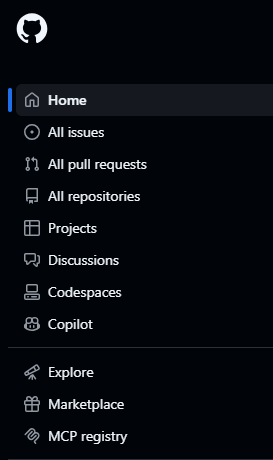 Home
All issues
All pull requests
All repositories
Projects
Discussions
Codespaces
Copilot
Explore
Marketplace
MCP registry